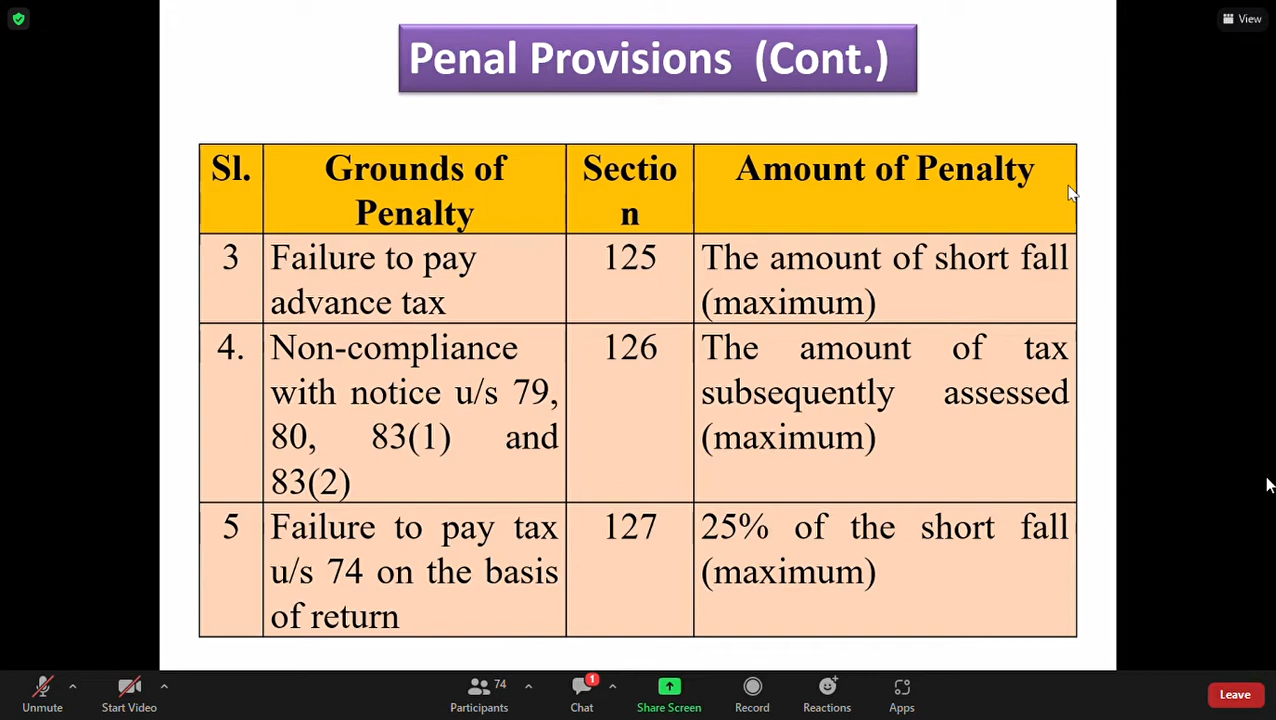 View
Penal Provisions (Cont.)
Sl.
Grounds of
Penalty
Sectio
n
Amount of Penalty
3
Failure to pay
advance tax
125
The amount of short fall
(maximum)
4.
Non-compliance
with notice u/s 79,
80, 83(1) and
83(2)
126
The amount of tax
subsequently assessed
(maximum)
5
Failure to pay tax
u/s 74 on the basis
of return
127
25% of the short fall
(maximum)
Unmute
Start Video
74
Participants
1
Chat
Share Screen
Record
Reactions
Apps
Leave